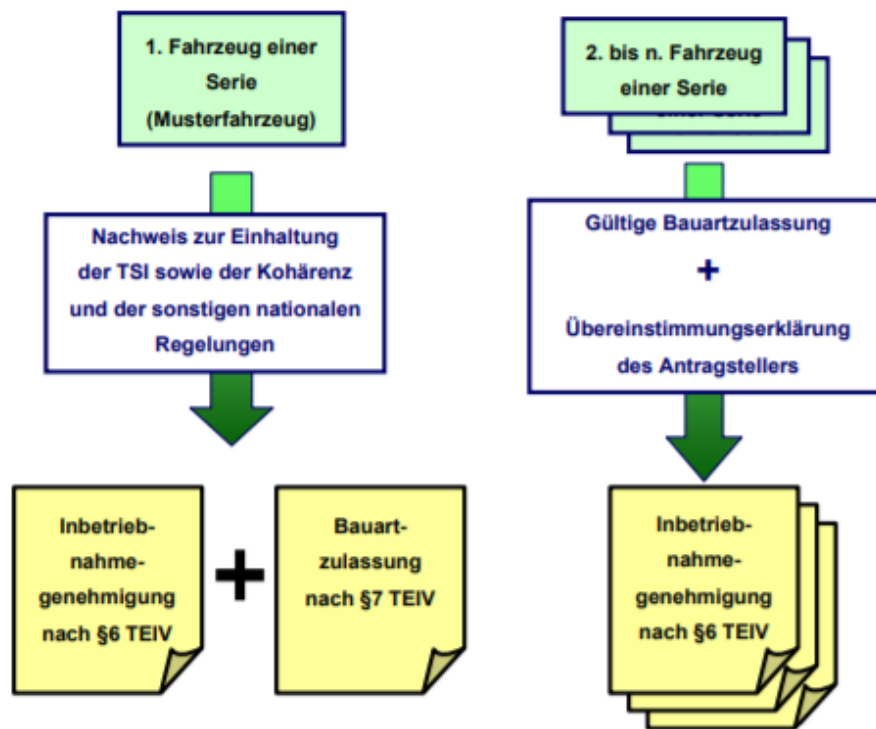 1. Fahrzeug einer
Serie
(Musterfahrzeug)
Nachweis zur Einhaltung
der TSI sowie der Kohärenz
und der sonstigen nationalen
Regelungen
Inbetrieb-
nahme-
genehmigung
nach §6 TEIV
+
Bauart-
zulassung
nach §7 TEIV
2. bis n. Fahrzeug
einer Serie
einer Serie
Gültige Bauartzulassung
+
Übereinstimmungserklärung
des Antragstellers
Inbetrieb-
nahme-
genehmigung
nach §6 TEIV